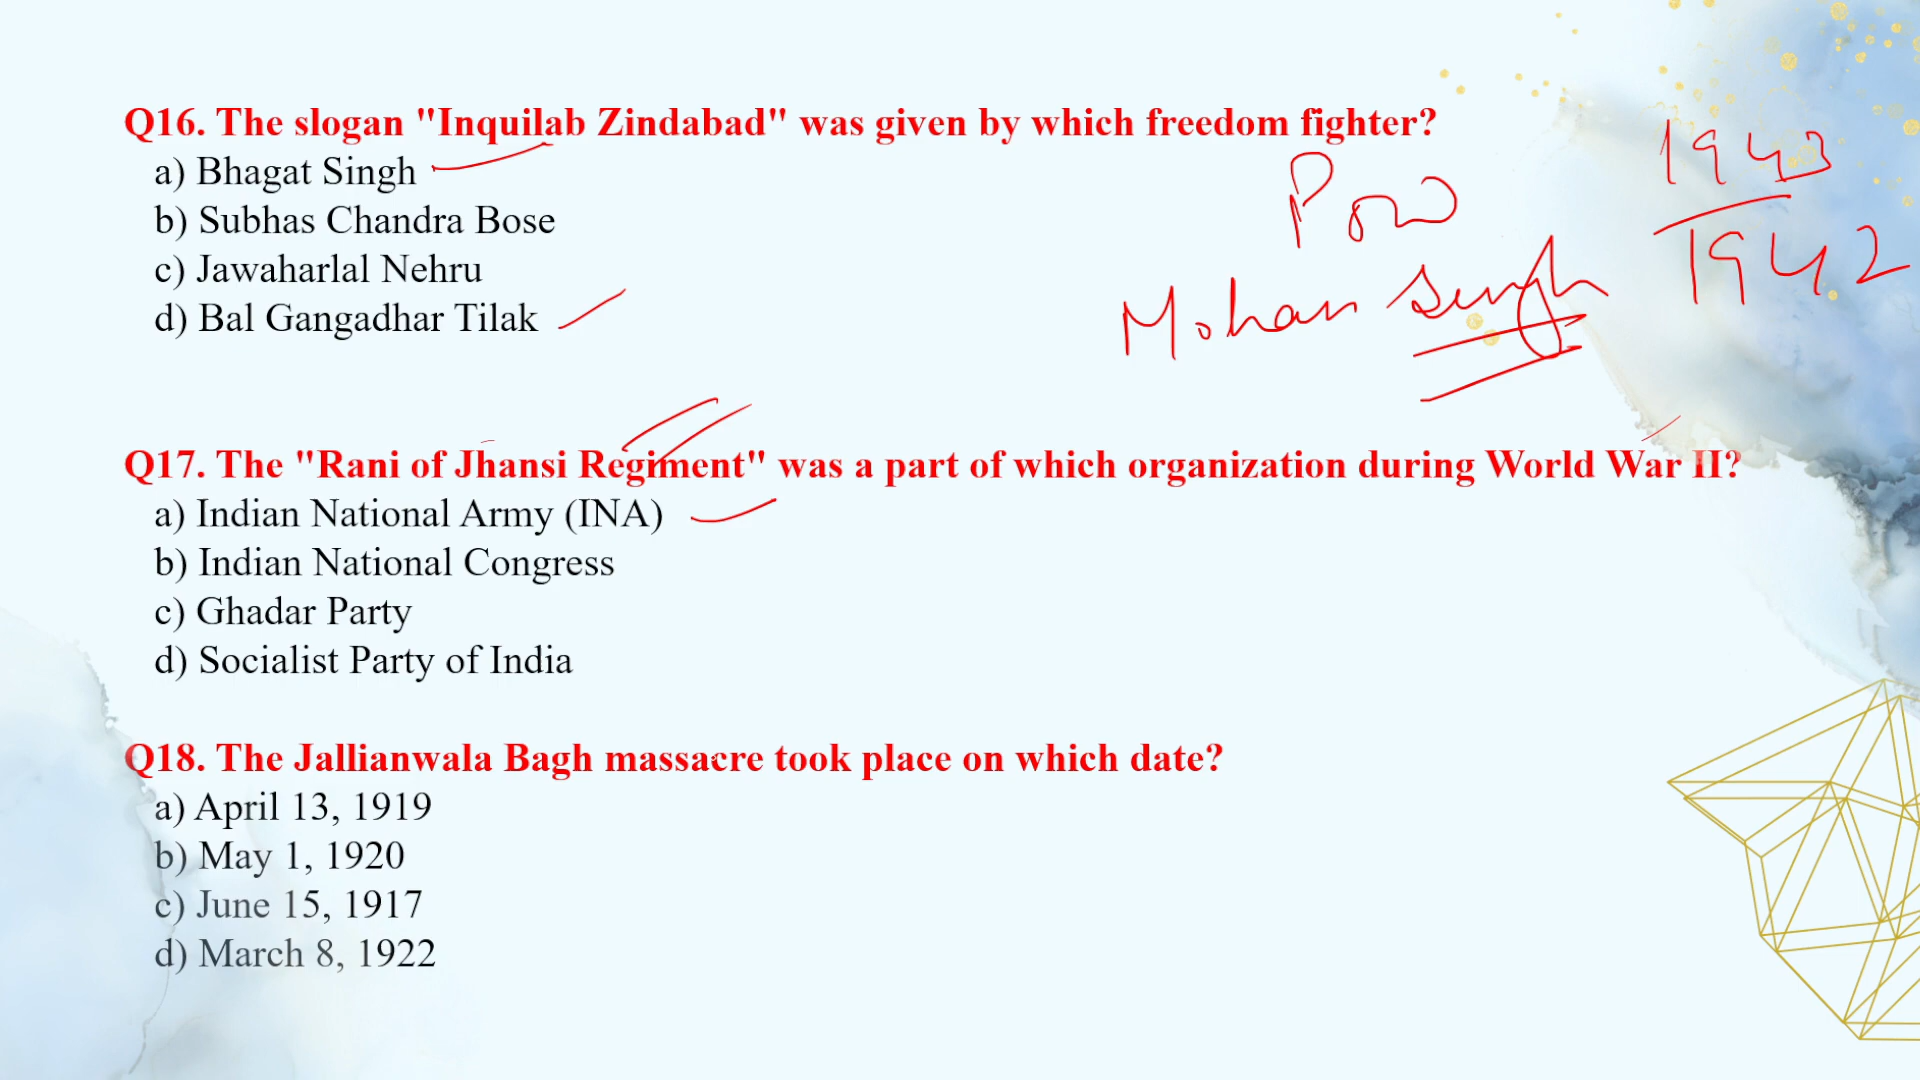 Q16. The slogan "Inquilab Zindabad" was given by which freedom fighter?
a) Bhagat Singh
b) Subhas Chandra Bose
c) Jawaharlal Nehru
d) Bal Gangadhar Tilak
1943
POW
1942
Mohan Singh
Q17. The "Rani of Jhansi Regiment" was a part of which organization during World War II?
a) Indian National Army (INA)
b) Indian National Congress
c) Ghadar Party
d) Socialist Party of India
Q18. The Jallianwala Bagh massacre took place on which date?
a) April 13, 1919
b) May 1, 1920
c) June 15, 1917
d) March 8, 1922